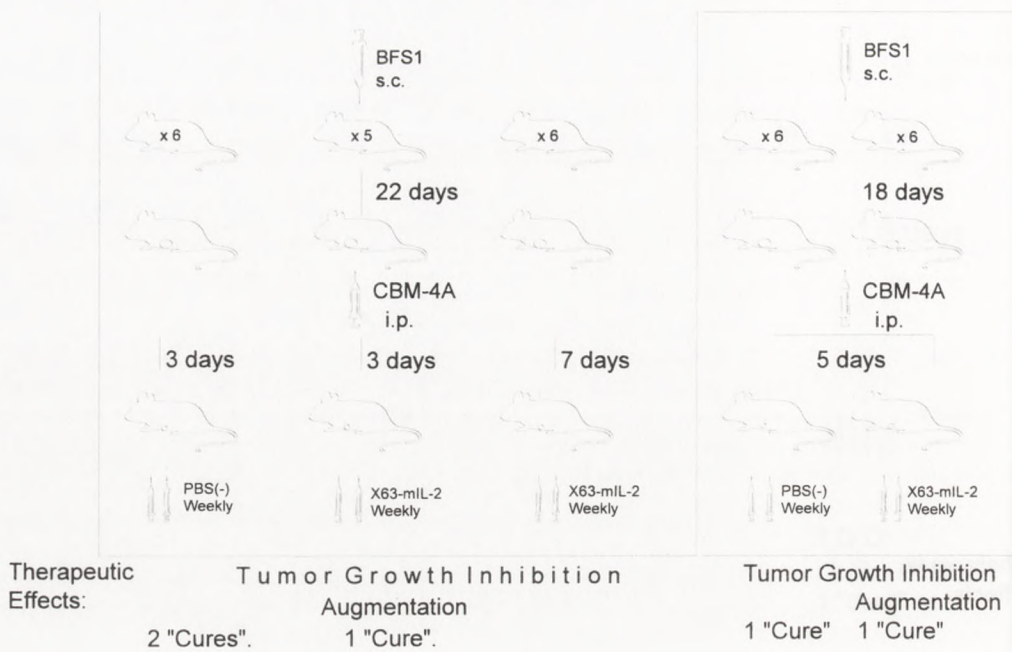 BFS1
s.c.
BFS1
s.c.
x 6
x 5
x 6
x 6
x 6
22 days
18 days
CBM-4A
i.p.
CBM-4A
i.p.
3 days
3 days
7 days
5 days
PBS(-)
Weekly
X63-mIL-2
Weekly
X63-mIL-2
Weekly
PBS(-)
Weekly
X63-mIL-2
Weekly
Therapeutic
Effects:
Tumor Growth Inhibition
Augmentation
2 "Cures".
1 "Cure".
Tumor Growth Inhibition
Augmentation
1 "Cure"
1 "Cure"